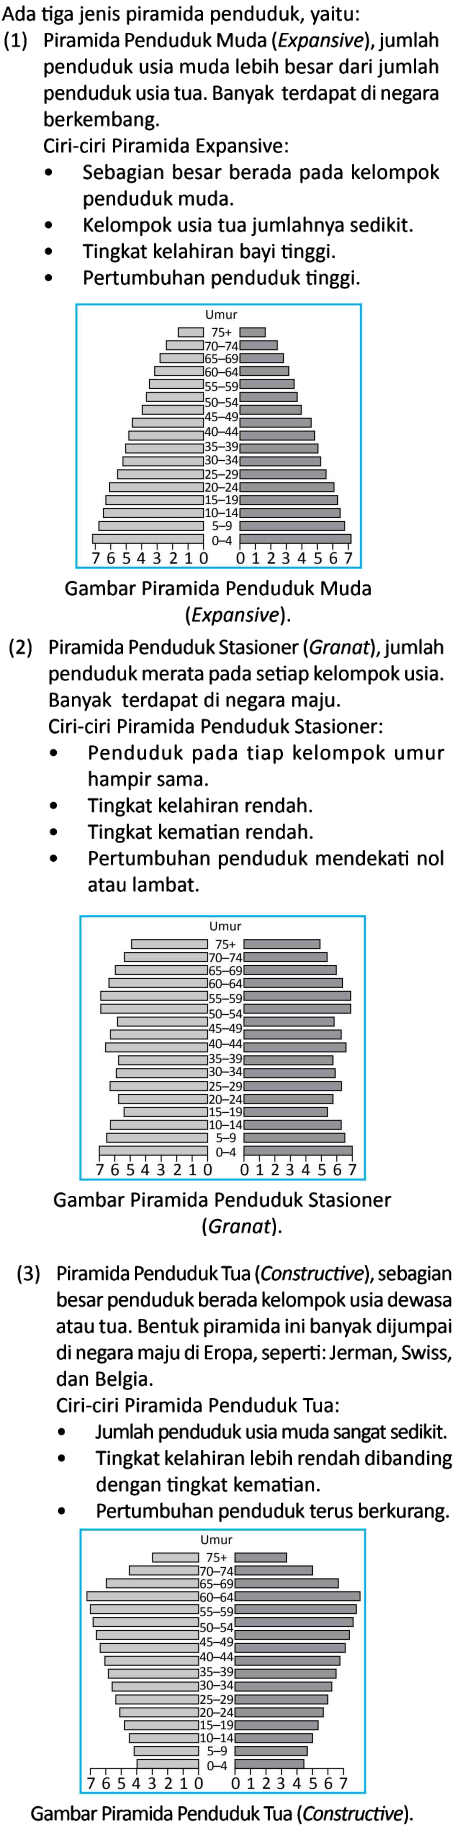 Ada tiga jenis piramida penduduk, yaitu:
(1) Piramida Penduduk Muda (Expansive), jumlah
penduduk usia muda lebih besar dari jumlah
penduduk usia tua. Banyak terdapat di negara
berkembang.
Ciri-ciri Piramida Expansive:
• Sebagian besar berada pada kelompok
penduduk muda.
• Kelompok usia tua jumlahnya sedikit.
• Tingkat kelahiran bayi tinggi.
• Pertumbuhan penduduk tinggi.
Umur
75+
70–74
65–69
60–64
55–59
50–54
45–49
40–44
35–39
30–34
25–29
20–24
15–19
10–14
5–9
0–4
7 6 5 4 3 2 1 0 0 1 2 3 4 5 6 7
Gambar Piramida Penduduk Muda
(Expansive).
(2) Piramida Penduduk Stasioner (Granat), jumlah
penduduk merata pada setiap kelompok usia.
Banyak terdapat di negara maju.
Ciri-ciri Piramida Penduduk Stasioner:
• Penduduk pada tiap kelompok umur
hampir sama.
• Tingkat kelahiran rendah.
• Tingkat kematian rendah.
• Pertumbuhan penduduk mendekati nol
atau lambat.
Umur
75+
70–74
65–69
60–64
55–59
50–54
45–49
40–44
35–39
30–34
25–29
20–24
15–19
10–14
5–9
0–4
7 6 5 4 3 2 1 0 0 1 2 3 4 5 6 7
Gambar Piramida Penduduk Stasioner
(Granat).
(3) Piramida Penduduk Tua (Constructive), sebagian
besar penduduk berada kelompok usia dewasa
atau tua. Bentuk piramida ini banyak dijumpai
di negara maju di Eropa, seperti: Jerman, Swiss,
dan Belgia.
Ciri-ciri Piramida Penduduk Tua:
• Jumlah penduduk usia muda sangat sedikit.
• Tingkat kelahiran lebih rendah dibanding
dengan tingkat kematian.
• Pertumbuhan penduduk terus berkurang.
Umur
75+
70–74
65–69
60–64
55–59
50–54
45–49
40–44
35–39
30–34
25–29
20–24
15–19
10–14
5–9
0–4
7 6 5 4 3 2 1 0 0 1 2 3 4 5 6 7
Gambar Piramida Penduduk Tua (Constructive).